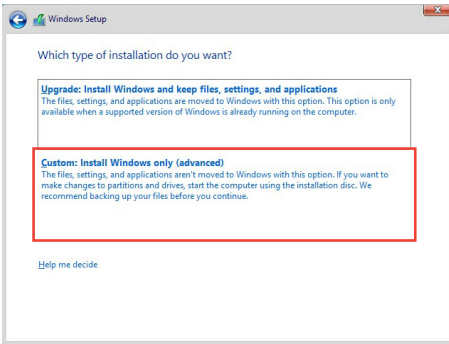 Windows Setup
Which type of installation do you want?
Upgrade: Install Windows and keep files, settings, and applications
The files, settings, and applications are moved to Windows with this option. This option is only
available when a supported version of Windows is already running on the computer.
Custom: Install Windows only (advanced)
The files, settings, and applications aren't moved to Windows with this option. If you want to
make changes to partitions and drives, start the computer using the installation disc. We
recommend backing up your files before you continue.
Help me decide